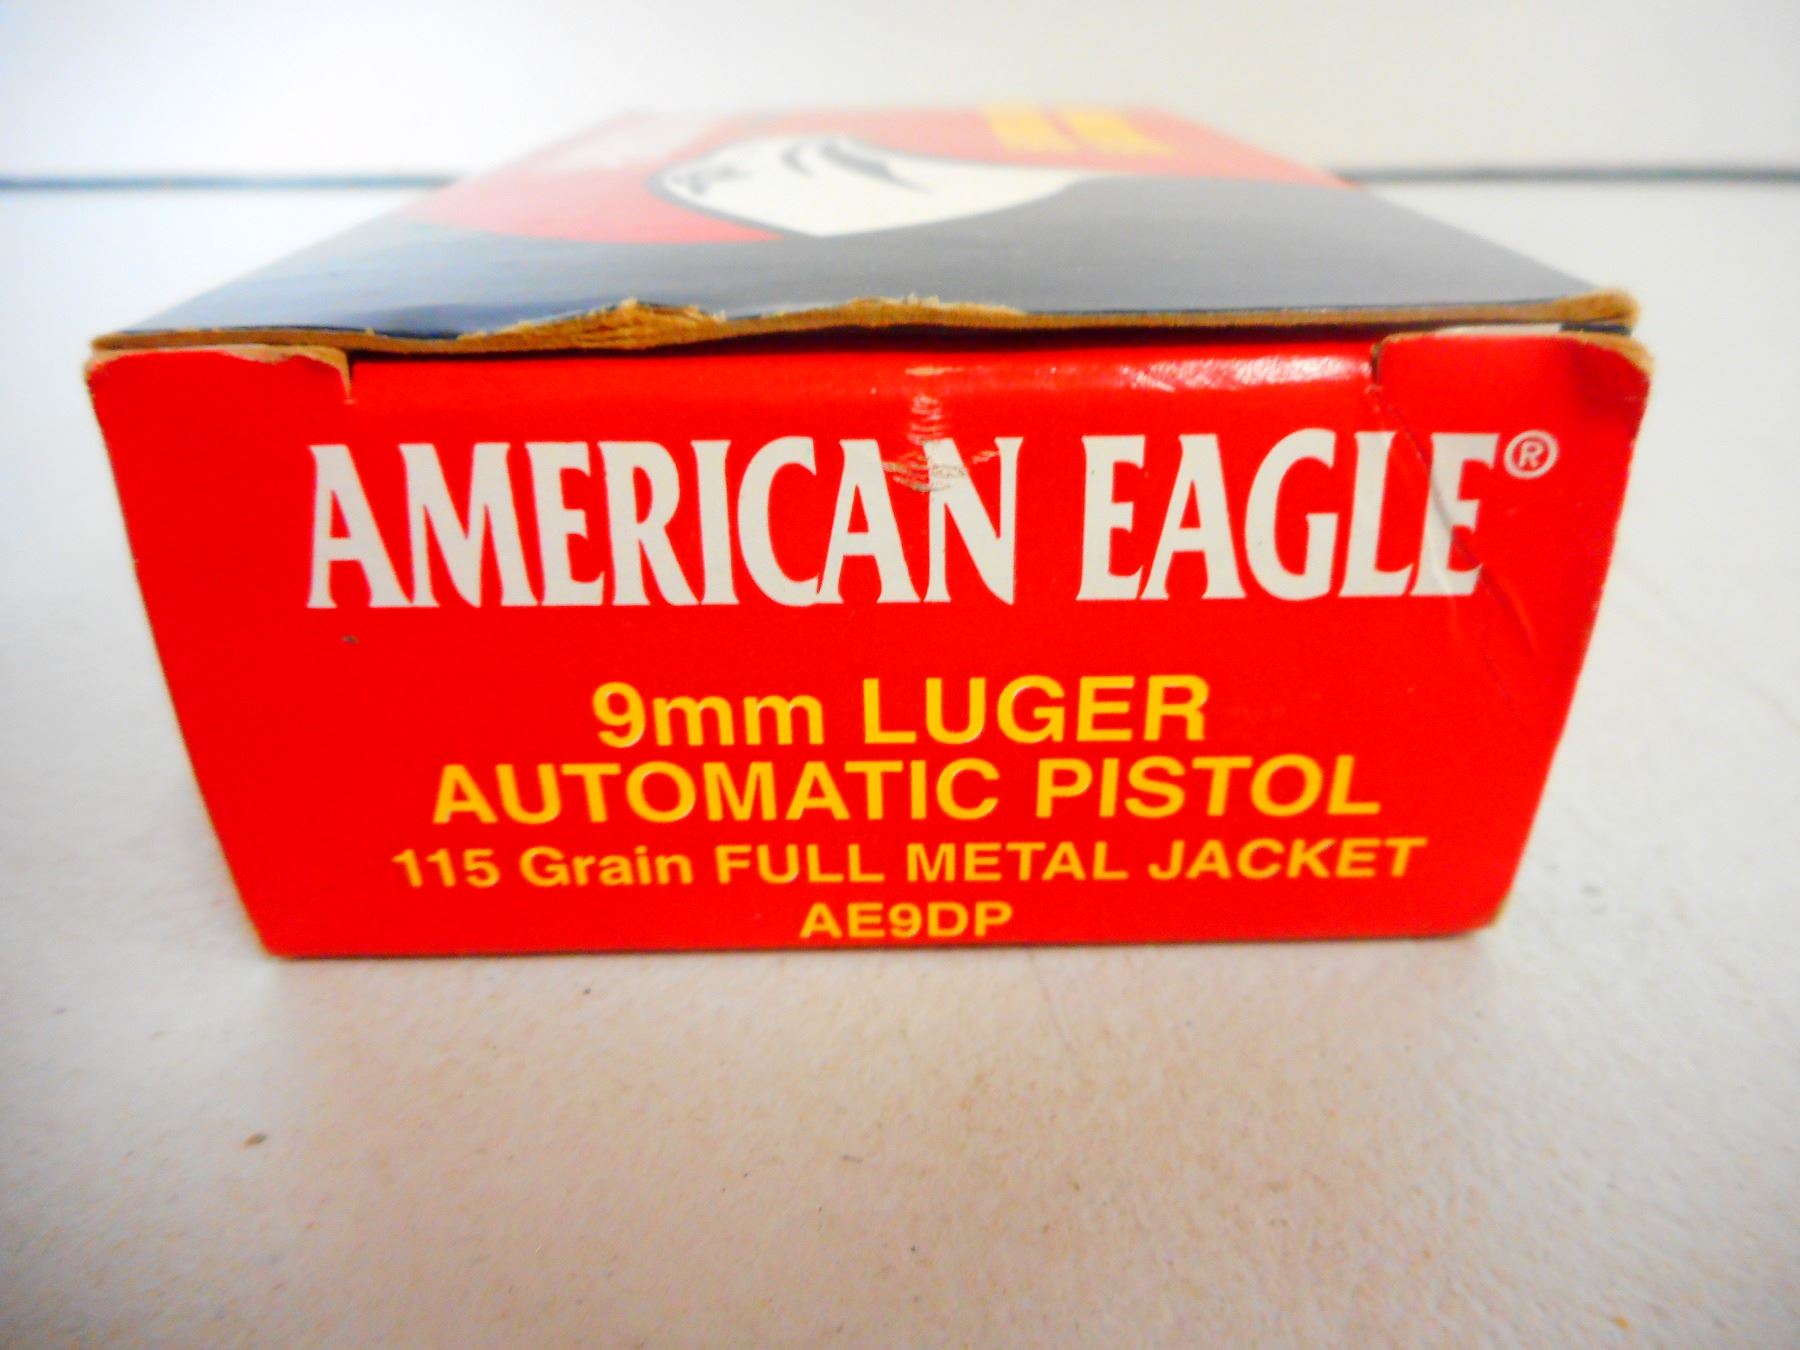 AMERICAN EAGLE®
9mm LUGER
AUTOMATIC PISTOL
115 Grain FULL METAL JACKET
AE9DP